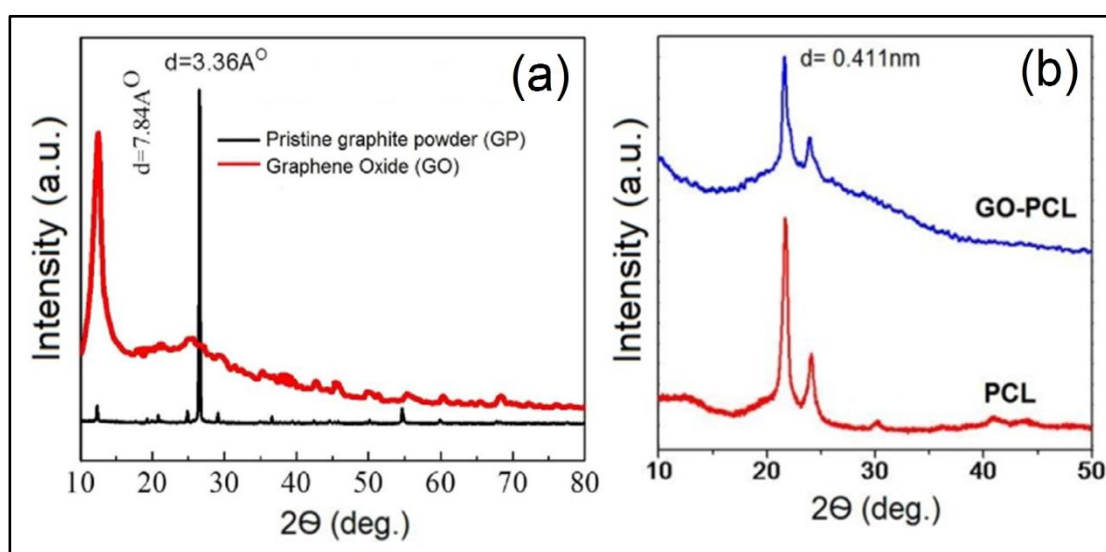 (a)
d=3.36A^O
d=7.84A^O
Pristine graphite powder (GP)
Graphene Oxide (GO)
Intensity (a.u.)
10 20 30 40 50 60 70 80
2Θ (deg.)
(b)
d= 0.411nm
GO-PCL
PCL
Intensity (a.u.)
10 20 30 40 50
2Θ (deg.)